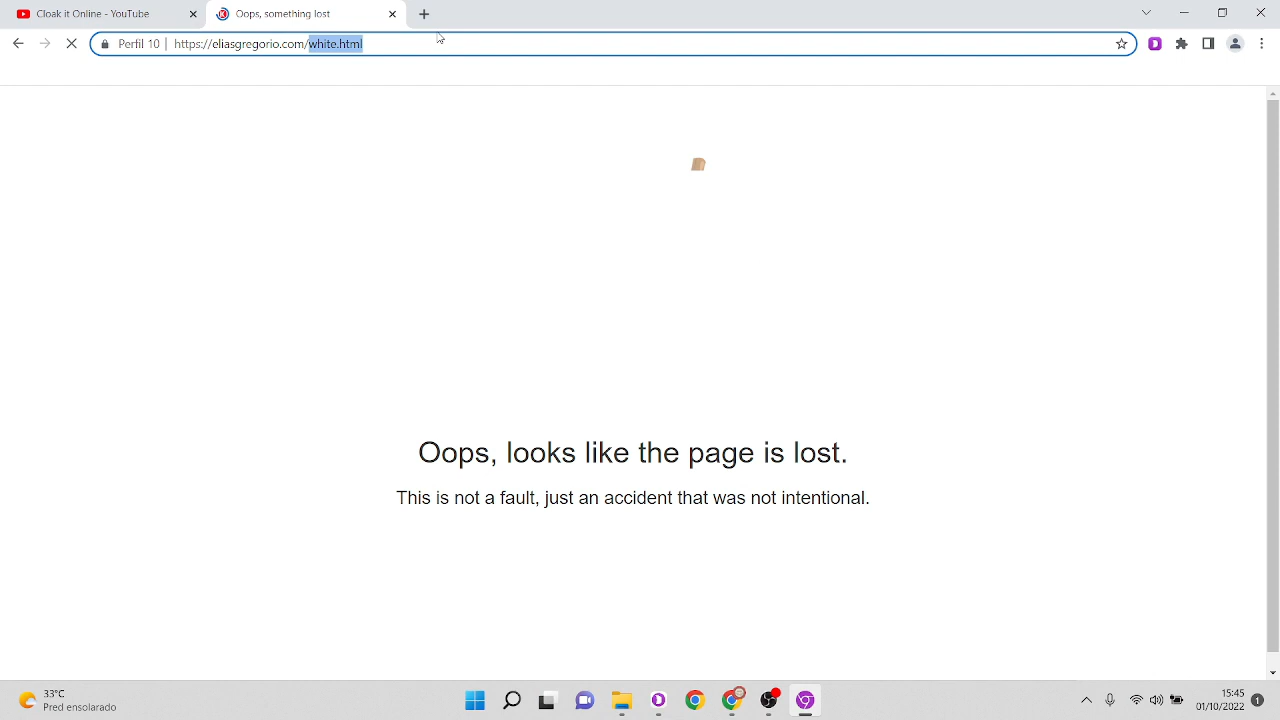 Cloak it Online - YouTube
Oops, something lost
Perfil 10
https://eliasgregorio.com/white.html
Oops, looks like the page is lost.
This is not a fault, just an accident that was not intentional.
33°C
Pred ensolarado
15:45
01/10/2022
1